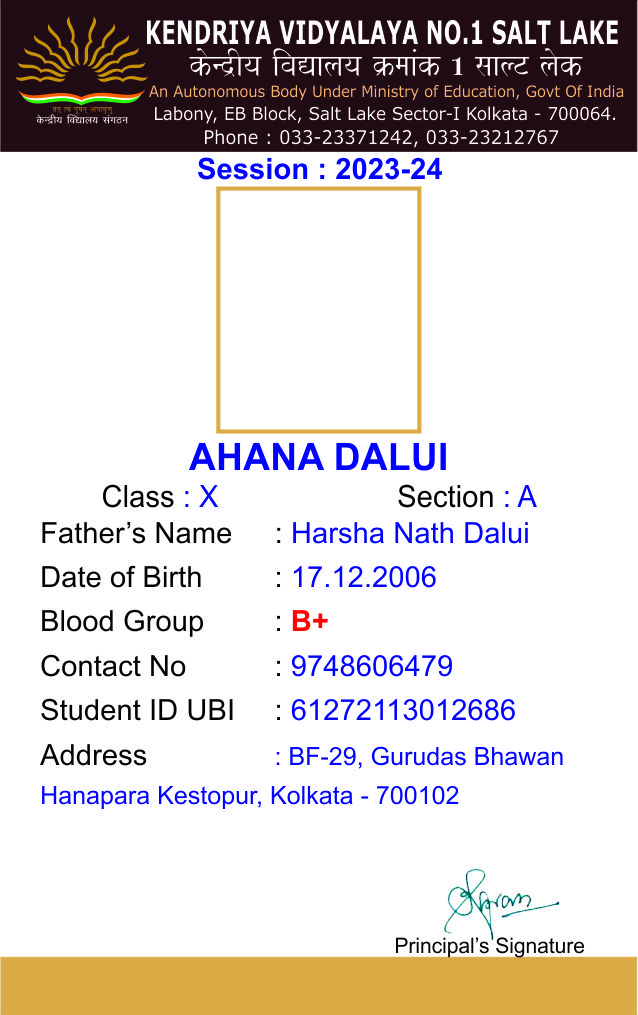 KENDRIYA VIDYALAYA NO.1 SALT LAKE
केन्द्रीय विद्यालय क्रमांक 1 साल्ट लेक
An Autonomous Body Under Ministry of Education, Govt Of India
तत् त्वं पूषन् अपावृणु
केन्द्रीय विद्यालय संगठन
Labony, EB Block, Salt Lake Sector-I Kolkata - 700064.
Phone : 033-23371242, 033-23212767
Session : 2023-24
AHANA DALUI
Class : X Section : A
Father’s Name : Harsha Nath Dalui
Date of Birth : 17.12.2006
Blood Group : B+
Contact No : 9748606479
Student ID UBI : 61272113012686
Address : BF-29, Gurudas Bhawan
Hanapara Kestopur, Kolkata - 700102
Principal’s Signature